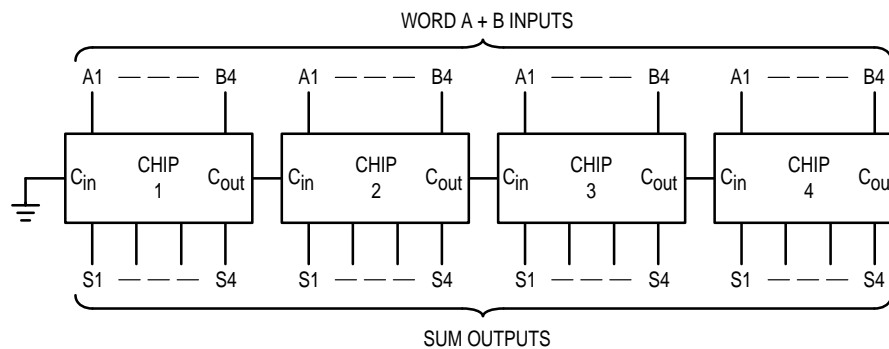 WORD A + B INPUTS
A1 — — — B4 A1 — — — B4 A1 — — — B4 A1 — — — B4
CHIP CHIP CHIP CHIP
Cin Cout Cin Cout Cin Cout Cin Cout
1 2 3 4
S1 — — — S4 S1 — — — S4 S1 — — — S4 S1 — — — S4
SUM OUTPUTS